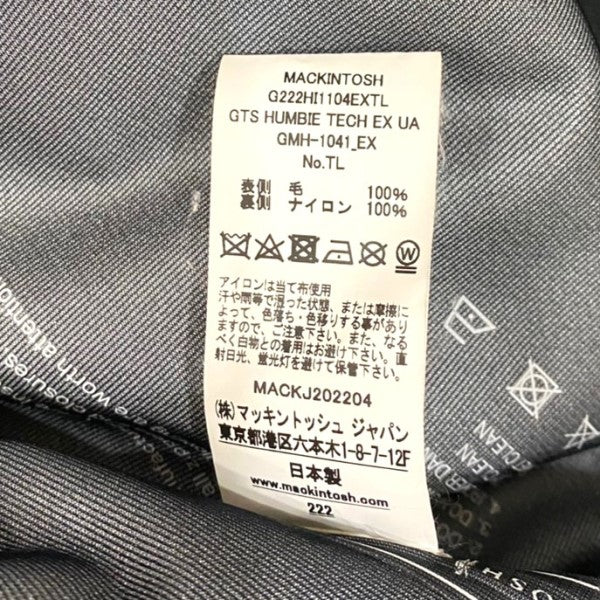 MACKINTOSH
G222HI1104EXTL
GTS HUMBIE TECH EX UA
GMH-1041_EX
No.TL
表側 毛 100%
裏側 ナイロン 100%
W
アイロンは当て布使用
汗や雨等で湿った状態、または摩擦に
よって、色落ち・色移りする事があり
ますので、ご注意下さい。また、なる
べく白物との着用はお避け下さい。直
射日光、蛍光灯を避けて保管下さい。
MACKJ202204
(株)マッキントッシュ ジャパン
東京都港区六本木1-8-7-12F
日本製
www.mackintosh.com
222
worth attention